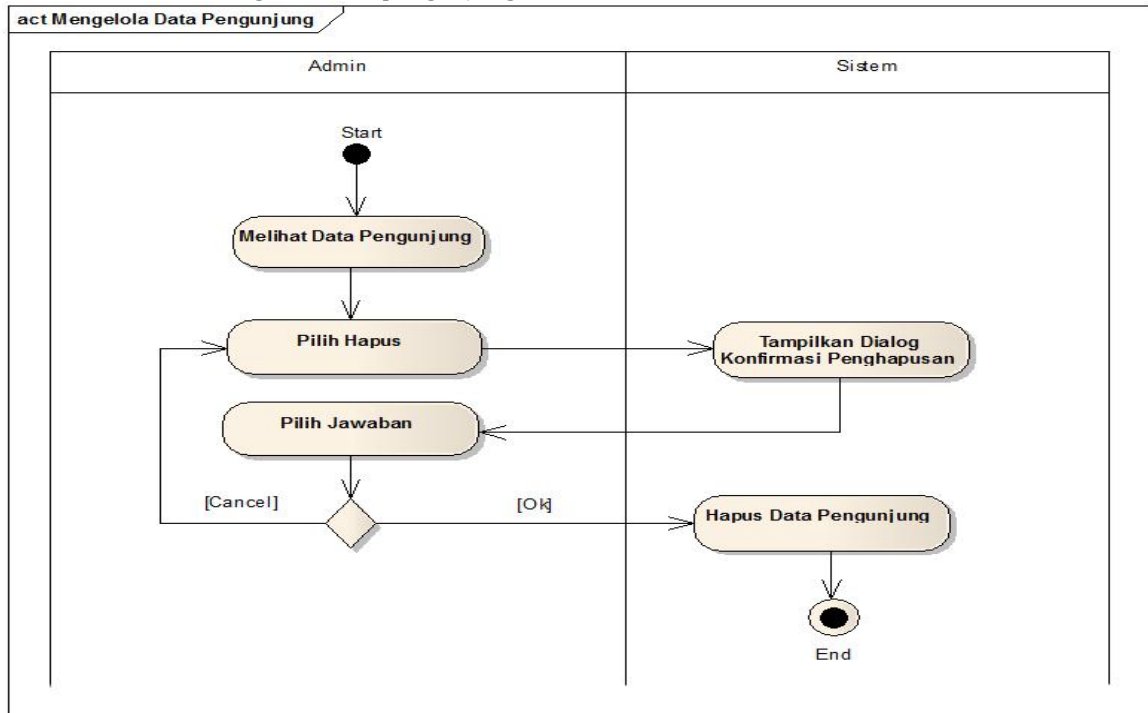 act Mengelola Data Pengunjung
Admin
Sistem
Start
Melihat Data Pengunjung
Pilih Hapus
Tampilkan Dialog
Konfirmasi Penghapusan
Pilih Jawaban
[Cancel]
[Ok]
Hapus Data Pengunjung
End